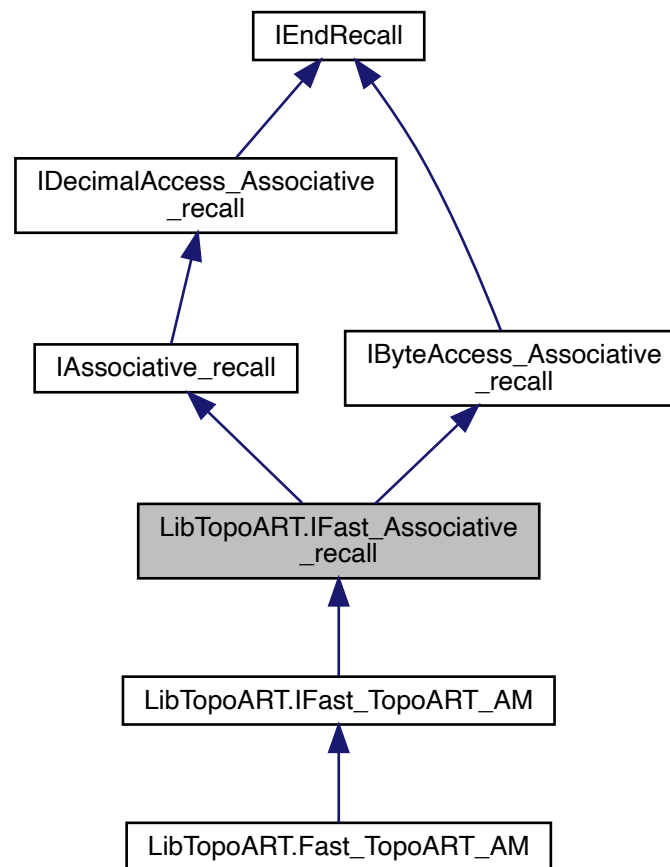 IEndRecall
IDecimalAccess_Associative
_recall
IAssociative_recall
IByteAccess_Associative
_recall
LibTopoART.IFast_Associative
_recall
LibTopoART.IFast_TopoART_AM
LibTopoART.Fast_TopoART_AM